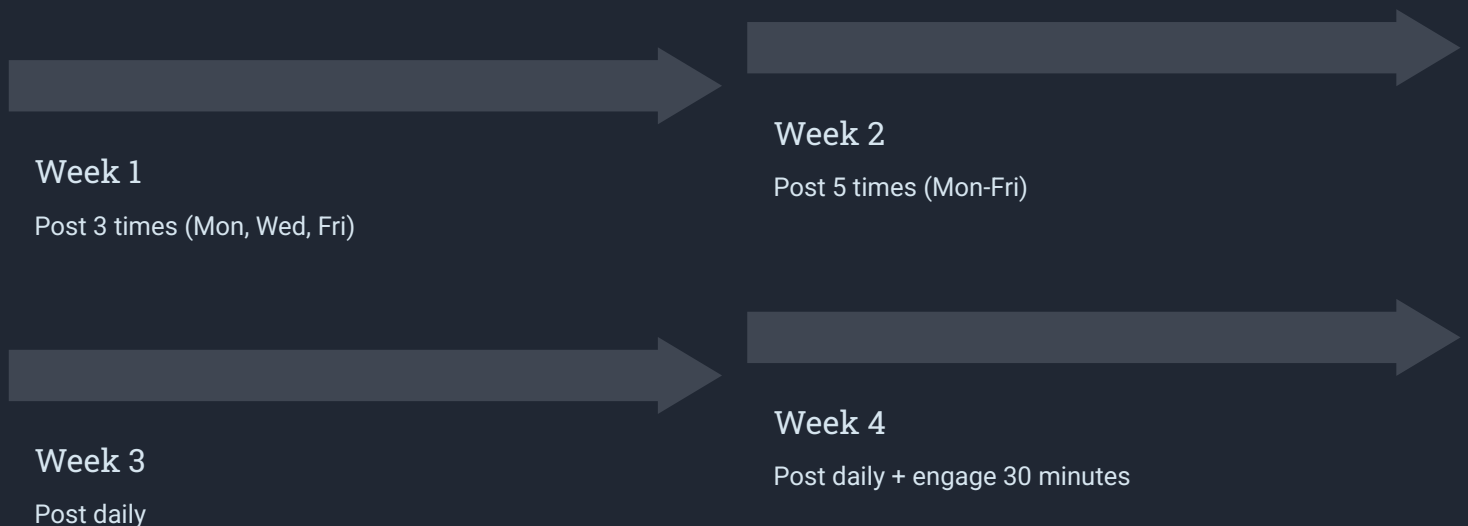 Week 1
Post 3 times (Mon, Wed, Fri)
Week 2
Post 5 times (Mon-Fri)
Week 3
Post daily
Week 4
Post daily + engage 30 minutes